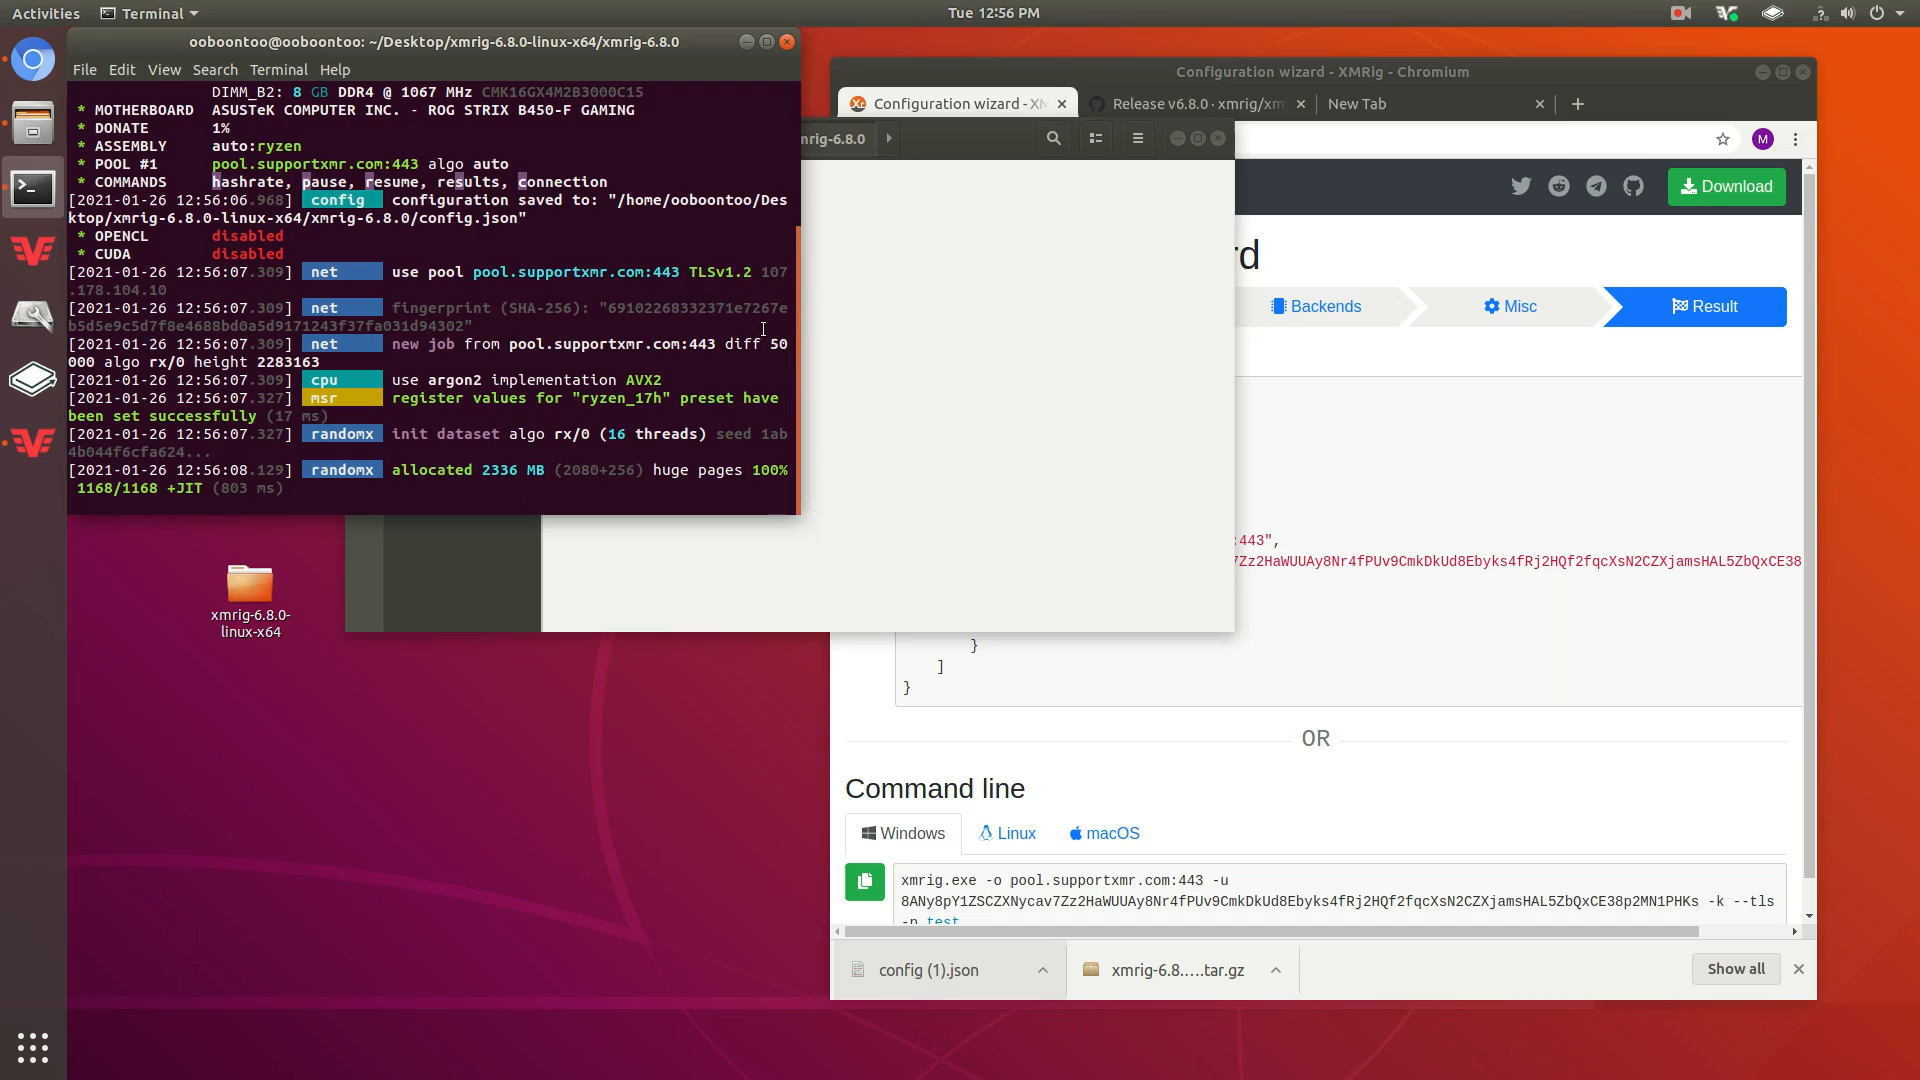 Activities
Terminal
Tue 12:56 PM
ooboontoo@ooboontoo: ~/Desktop/xmrig-6.8.0-linux-x64/xmrig-6.8.0
File Edit View Search Terminal Help
DIMM_B2: 8 GB DDR4 @ 1067 MHz CMK16GX4M2B3000C15
* MOTHERBOARD ASUSTeK COMPUTER INC. - ROG STRIX B450-F GAMING
* DONATE 1%
* ASSEMBLY auto:ryzen
* POOL #1 pool.supportxmr.com:443 algo auto
* COMMANDS hashrate, pause, resume, results, connection
[2021-01-26 12:56:06.968] config configuration saved to: "/home/ooboontoo/Des
ktop/xmrig-6.8.0-linux-x64/xmrig-6.8.0/config.json"
* OPENCL disabled
* CUDA disabled
[2021-01-26 12:56:07.309] net use pool pool.supportxmr.com:443 TLSv1.2 107
.178.104.10
[2021-01-26 12:56:07.309] net fingerprint (SHA-256): "69102268332371e7267e
b5d5e9c5d7f8e4688bd0a5d9171243f37fa031d94302"
[2021-01-26 12:56:07.309] net new job from pool.supportxmr.com:443 diff 50
000 algo rx/0 height 2283163
[2021-01-26 12:56:07.309] cpu use argon2 implementation AVX2
[2021-01-26 12:56:07.327] msr register values for "ryzen_17h" preset have
been set successfully (17 ms)
[2021-01-26 12:56:07.327] randomx init dataset algo rx/0 (16 threads) seed 1ab
4b044f6cfa624...
[2021-01-26 12:56:08.129] randomx allocated 2336 MB (2080+256) huge pages 100%
1168/1168 +JIT (803 ms)
xmrig-6.8.0-
linux-x64
mrig-6.8.0
Configuration wizard - XMRig - Chromium
Configuration wizard - XM
Release v6.8.0 · xmrig/xm
New Tab
M
Download
rd
Backends
Misc
Result
:443",
7Zz2HaWUUAy8Nr4fPUv9CmkDkUd8Ebyks4fRj2HQf2fqcXsN2CZXjamsHAL5ZbQxCE38
}
]
}
OR
Command line
Windows
Linux
macOS
xmrig.exe -o pool.supportxmr.com:443 -u
8ANy8pY1ZSCZXNycav7Zz2HaWUUAy8Nr4fPUv9CmkDkUd8Ebyks4fRj2HQf2fqcXsN2CZXjamsHAL5ZbQxCE38p2MN1PHKs -k --tls
-p test
config (1).json
xmrig-6.8.....tar.gz
Show all